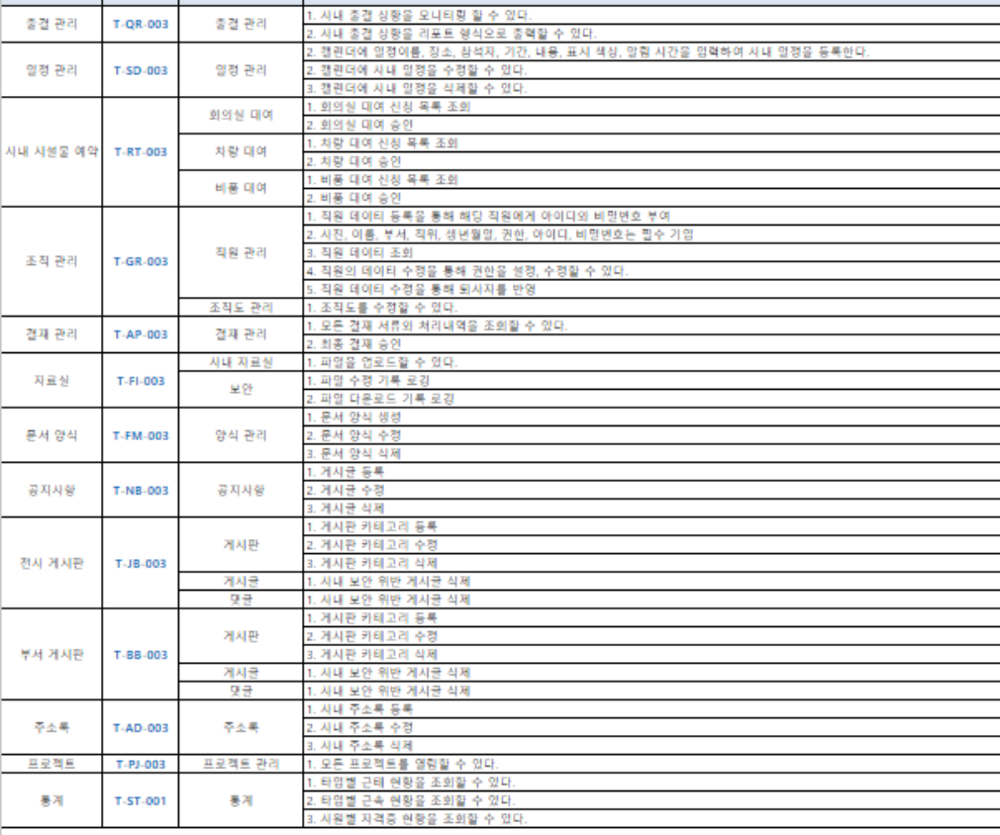 출결 관리 T-QR-003 출결 관리 1. 사내 출결 상황을 모니터링 할 수 있다.
2. 사내 출결 상황을 리포트 형식으로 출력할 수 있다.
일정 관리 T-SD-003 일정 관리 2. 캘린더에 일정이름, 장소, 참석자, 기간, 내용, 표시 색상, 알림 시간을 입력하여 사내 일정을 등록한다.
2. 캘린더에 사내 일정을 수정할 수 있다.
3. 캘린더에 사내 일정을 삭제할 수 있다.
사내 시설물 예약 T-RT-003 회의실 대여 1. 회의실 대여 신청 목록 조회
2. 회의실 대여 승인
차량 대여 1. 차량 대여 신청 목록 조회
2. 차량 대여 승인
비품 대여 1. 비품 대여 신청 목록 조회
2. 비품 대여 승인
조직 관리 T-GR-003 직원 관리 1. 직원 데이터 등록을 통해 해당 직원에게 아이디와 비밀번호 부여
2. 사진, 이름, 부서, 직위, 생년월일, 권한, 아이디, 비밀번호는 필수 기입
3. 직원 데이터 조회
4. 직원의 데이터 수정을 통해 권한을 설정, 수정할 수 있다.
5. 직원 데이터 수정을 통해 퇴사자를 반영
조직도 관리 1. 조직도를 수정할 수 있다.
결재 관리 T-AP-003 결재 관리 1. 모든 결재 서류와 처리내역을 조회할 수 있다.
2. 최종 결재 승인
자료실 T-FI-003 사내 자료실 1. 파일을 업로드할 수 있다.
보안 1. 파일 수정 기록 로깅
2. 파일 다운로드 기록 로깅
문서 양식 T-FM-003 양식 관리 1. 문서 양식 생성
2. 문서 양식 수정
3. 문서 양식 삭제
공지사항 T-NB-003 공지사항 1. 게시글 등록
2. 게시글 수정
3. 게시글 삭제
전사 게시판 T-JB-003 게시판 1. 게시판 카테고리 등록
2. 게시판 카테고리 수정
3. 게시판 카테고리 삭제
게시글 1. 사내 보안 위반 게시글 삭제
댓글 1. 사내 보안 위반 게시글 삭제
부서 게시판 T-BB-003 게시판 1. 게시판 카테고리 등록
2. 게시판 카테고리 수정
3. 게시판 카테고리 삭제
게시글 1. 사내 보안 위반 게시글 삭제
댓글 1. 사내 보안 위반 게시글 삭제
주소록 T-AD-003 주소록 1. 사내 주소록 등록
2. 사내 주소록 수정
3. 사내 주소록 삭제
프로젝트 T-PJ-003 프로젝트 관리 1. 모든 프로젝트를 열람할 수 있다.
통계 T-ST-001 통계 1. 타입별 근태 현황을 조회할 수 있다.
2. 타입별 근속 현황을 조회할 수 있다.
3. 사원별 자격증 현황을 조회할 수 있다.